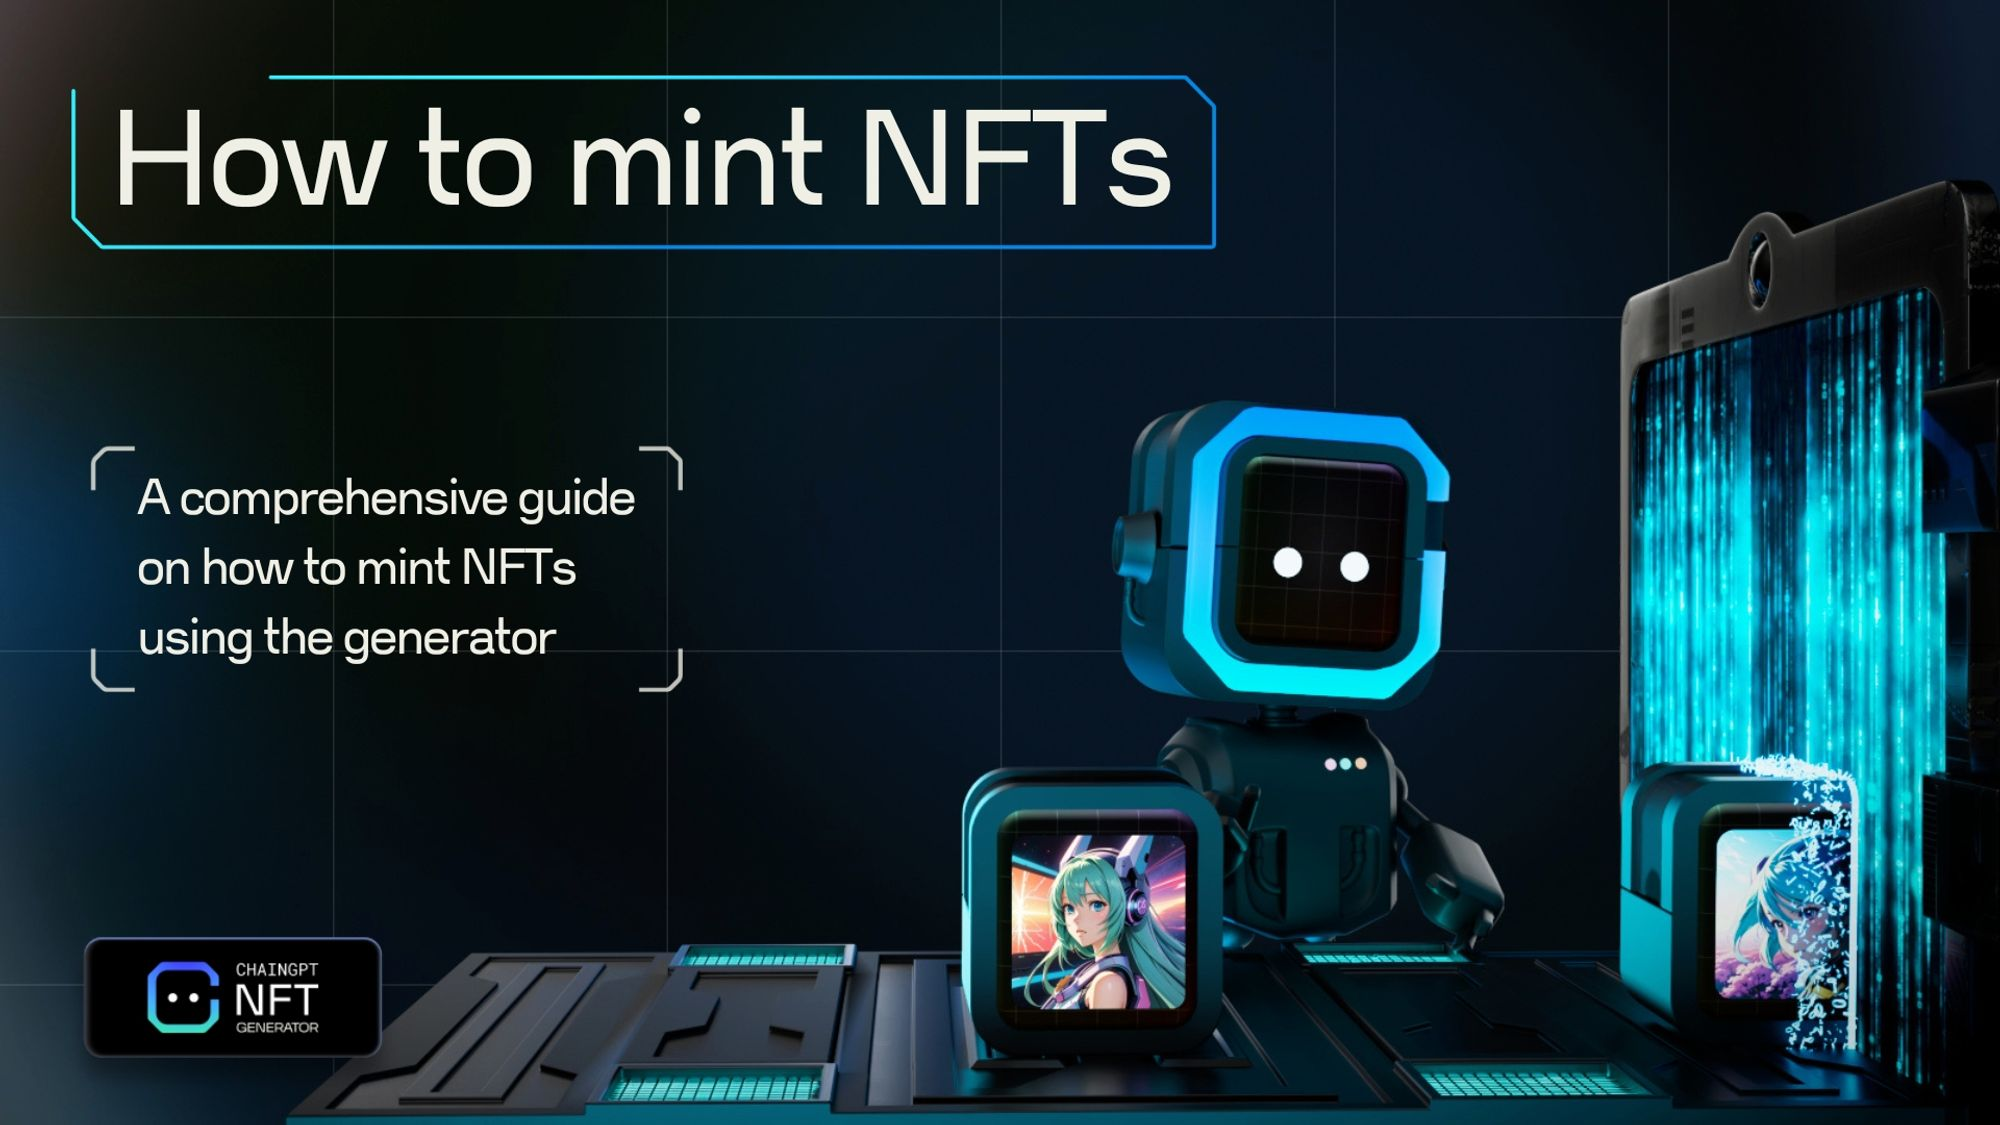 How to mint NFTs
A comprehensive guide
on how to mint NFTs
using the generator
CHAINGPT
NFT
GENERATOR